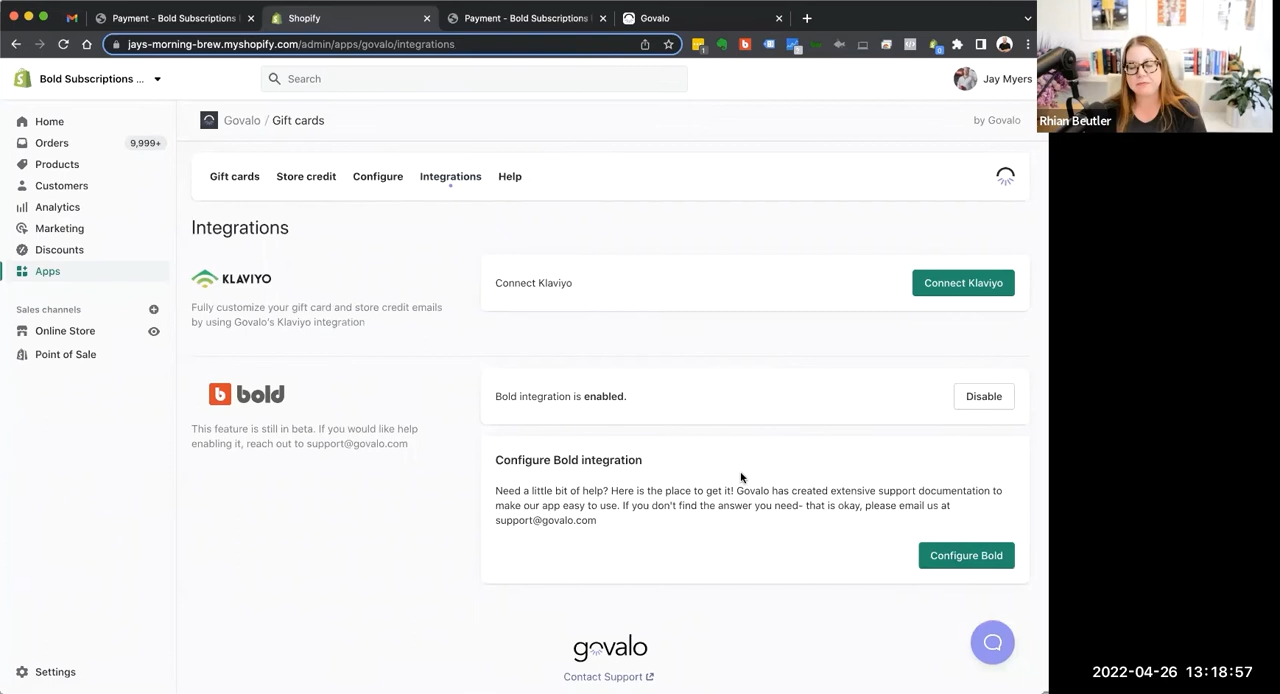 Payment - Bold Subscriptions
Shopify
Payment - Bold Subscriptions
Govalo
jays-morning-brew.myshopify.com/admin/apps/govalo/integrations
Bold Subscriptions ...
Search
Jay Myers
Rhian Beutler
Home
Orders
9,999+
Products
Customers
Analytics
Marketing
Discounts
Apps
Sales channels
Online Store
Point of Sale
Settings
Govalo / Gift cards
by Govalo
Gift cards
Store credit
Configure
Integrations
Help
Integrations
KLAVIYO
Fully customize your gift card and store credit emails
by using Govalo's Klaviyo integration
Connect Klaviyo
Connect Klaviyo
b bold
This feature is still in beta. If you would like help
enabling it, reach out to support@govalo.com
Bold integration is enabled.
Disable
Configure Bold integration
Need a little bit of help? Here is the place to get it! Govalo has created extensive support documentation to
make our app easy to use. If you don't find the answer you need- that is okay, please email us at
support@govalo.com
Configure Bold
govalo
Contact Support
2022-04-26 13:18:57